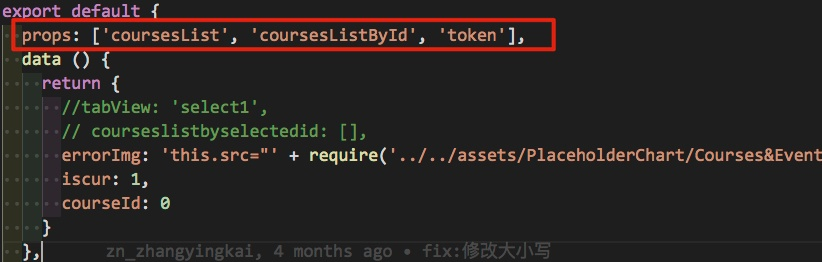 export default {
props: ['coursesList', 'coursesListById', 'token'],
data () {
return {
//tabView: 'select1',
// courseslistbyselectedid: [],
errorImg: 'this.src="' + require('../../assets/PlaceholderChart/Courses&Event
iscur: 1,
courseId: 0
}
}, zn_zhangyingkai, 4 months ago • fix:修改大小写